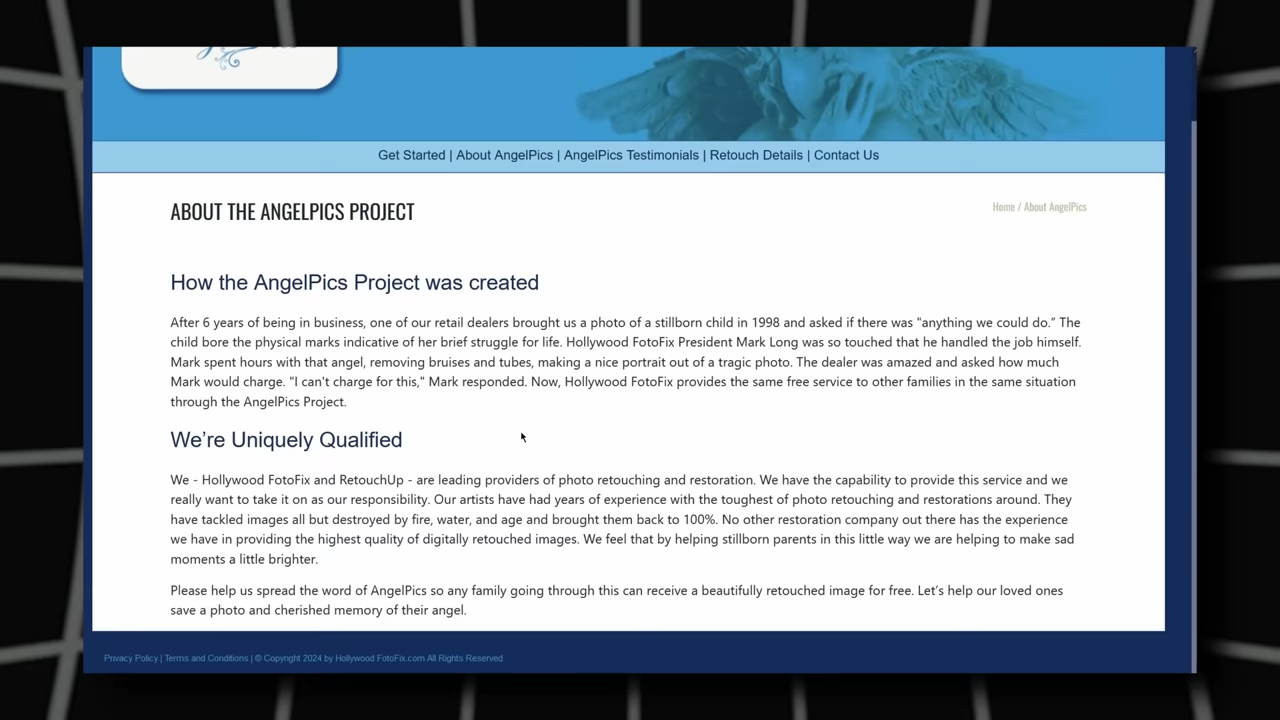 Get Started | About AngelPics | AngelPics Testimonials | Retouch Details | Contact Us
ABOUT THE ANGELPICS PROJECT
Home / About AngelPics
How the AngelPics Project was created
After 6 years of being in business, one of our retail dealers brought us a photo of a stillborn child in 1998 and asked if there was "anything we could do.” The
child bore the physical marks indicative of her brief struggle for life. Hollywood FotoFix President Mark Long was so touched that he handled the job himself.
Mark spent hours with that angel, removing bruises and tubes, making a nice portrait out of a tragic photo. The dealer was amazed and asked how much
Mark would charge. "I can't charge for this," Mark responded. Now, Hollywood FotoFix provides the same free service to other families in the same situation
through the AngelPics Project.
We’re Uniquely Qualified
We - Hollywood FotoFix and RetouchUp - are leading providers of photo retouching and restoration. We have the capability to provide this service and we
really want to take it on as our responsibility. Our artists have had years of experience with the toughest of photo retouching and restorations around. They
have tackled images all but destroyed by fire, water, and age and brought them back to 100%. No other restoration company out there has the experience
we have in providing the highest quality of digitally retouched images. We feel that by helping stillborn parents in this little way we are helping to make sad
moments a little brighter.
Please help us spread the word of AngelPics so any family going through this can receive a beautifully retouched image for free. Let’s help our loved ones
save a photo and cherished memory of their angel.
Privacy Policy | Terms and Conditions | © Copyright 2024 by Hollywood FotoFix.com All Rights Reserved